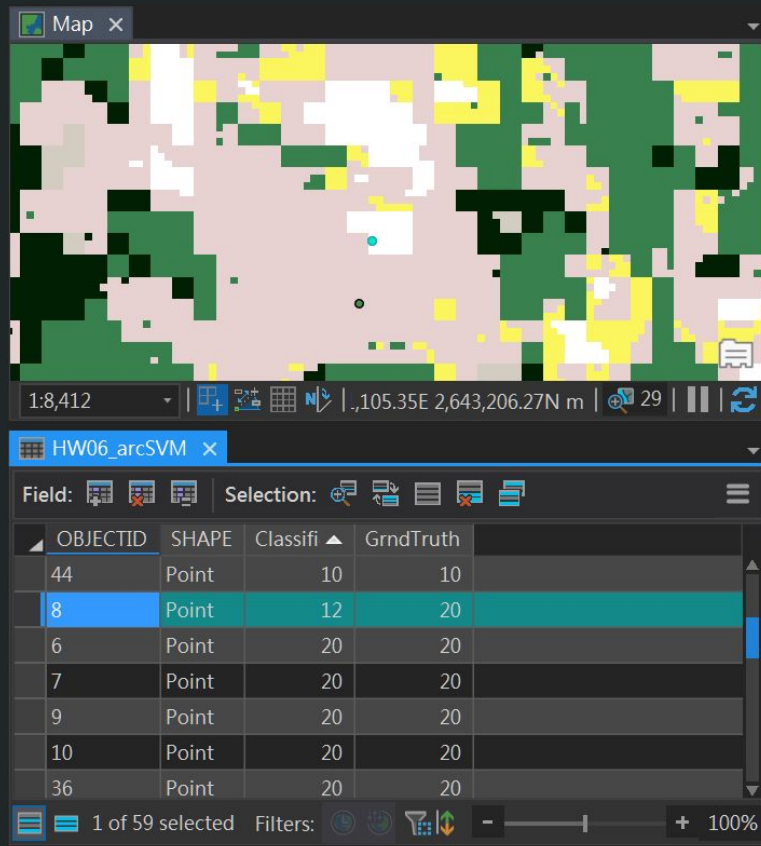 Map
1:8,412 .,105.35E 2,643,206.27N m 29
HW06_arcSVM
Field: Selection:
OBJECTID SHAPE Classifi GrndTruth
44 Point 10 10
8 Point 12 20
6 Point 20 20
7 Point 20 20
9 Point 20 20
10 Point 20 20
36 Point 20 20
1 of 59 selected Filters: - + 100%